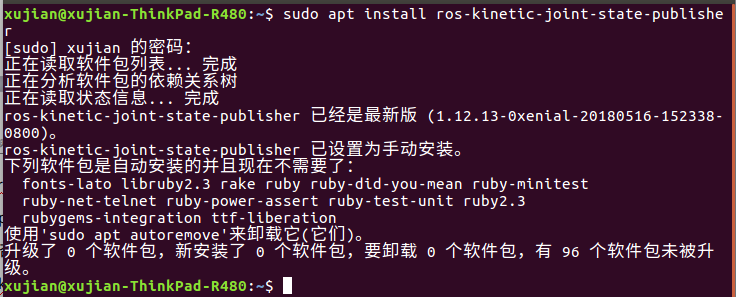 xujian@xujian-ThinkPad-R480:~$ sudo apt install ros-kinetic-joint-state-publishe
r
[sudo] xujian 的密码：
正在读取软件包列表... 完成
正在分析软件包的依赖关系树
正在读取状态信息... 完成
ros-kinetic-joint-state-publisher 已经是最新版 (1.12.13-0xenial-20180516-152338-
0800)。
ros-kinetic-joint-state-publisher 已设置为手动安装。
下列软件包是自动安装的并且现在不需要了：
fonts-lato libruby2.3 rake ruby ruby-did-you-mean ruby-minitest
ruby-net-telnet ruby-power-assert ruby-test-unit ruby2.3
rubygems-integration ttf-liberation
使用'sudo apt autoremove'来卸载它(它们)。
升级了 0 个软件包，新安装了 0 个软件包，要卸载 0 个软件包，有 96 个软件包未被升
级。
xujian@xujian-ThinkPad-R480:~$